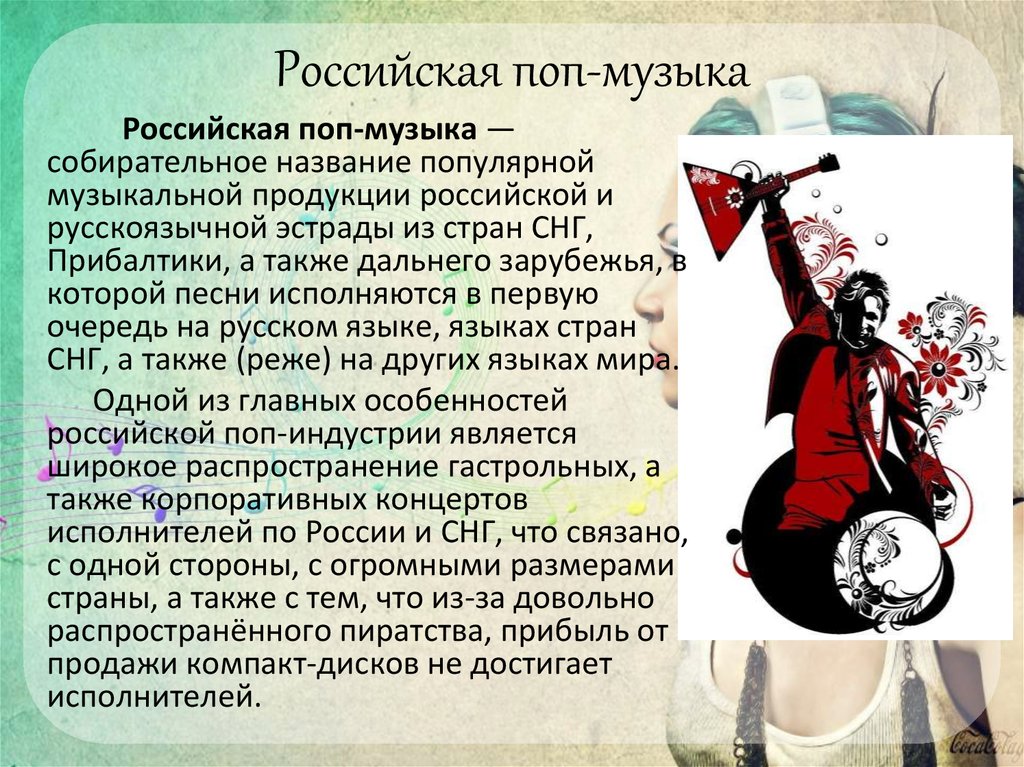 Российская поп-музыка
Российская поп-музыка —
собирательное название популярной
музыкальной продукции российской и
русскоязычной эстрады из стран СНГ,
Прибалтики, а также дальнего зарубежья, в
которой песни исполняются в первую
очередь на русском языке, языках стран
СНГ, а также (реже) на других языках мира.
Одной из главных особенностей
российской поп-индустрии является
широкое распространение гастрольных, а
также корпоративных концертов
исполнителей по России и СНГ, что связано,
с одной стороны, с огромными размерами
страны, а также с тем, что из-за довольно
распространённого пиратства, прибыль от
продажи компакт-дисков не достигает
исполнителей.